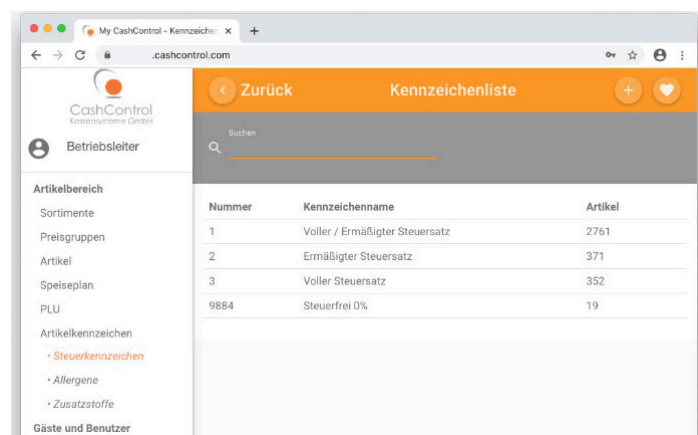 My CashControl - Kennzeichen
.cashcontrol.com
CashControl
Kassensysteme GmbH
Betriebsleiter
Artikelbereich
Sortimente
Preisgruppen
Artikel
Speiseplan
PLU
Artikelkennzeichen
• Steuerkennzeichen
• Allergene
• Zusatzstoffe
Gäste und Benutzer
Zurück
Kennzeichenliste
Suchen
Nummer Kennzeichenname Artikel
1 Voller / Ermäßigter Steuersatz 2761
2 Ermäßigter Steuersatz 371
3 Voller Steuersatz 352
9884 Steuerfrei 0% 19